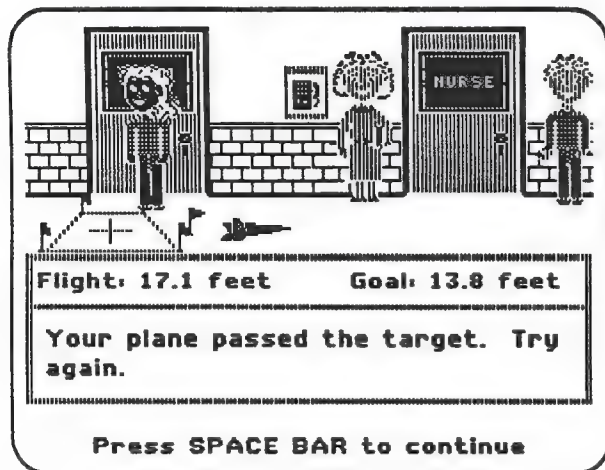 NURSE
Flight: 17.1 feet Goal: 13.8 feet
Your plane passed the target. Try
again.
Press SPACE BAR to continue